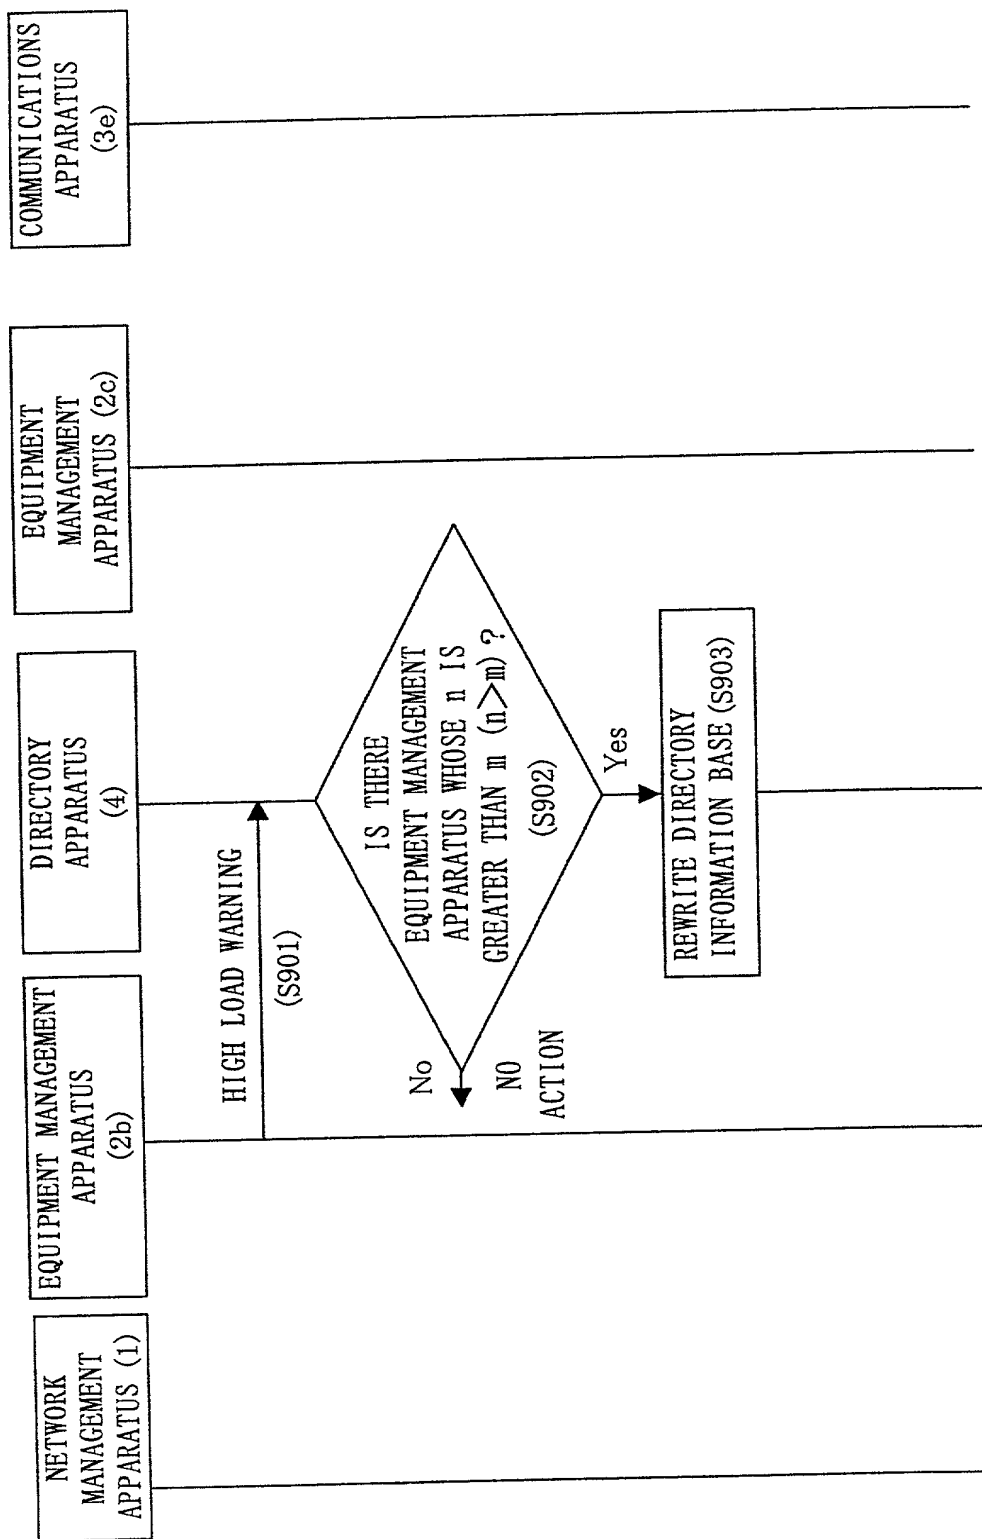 NETWORK
MANAGEMENT
APPARATUS (1)
EQUIPMENT MANAGEMENT
APPARATUS
(2b)
DIRECTORY
APPARATUS
(4)
EQUIPMENT
MANAGEMENT
APPARATUS (2c)
COMMUNICATIONS
APPARATUS
(3e)
HIGH LOAD WARNING
(S901)
IS THERE
EQUIPMENT MANAGEMENT
APPARATUS WHOSE n IS
GREATER THAN m (n>m)?
(S902)
No
NO
ACTION
Yes
REWRITE DIRECTORY
INFORMATION BASE (S903)